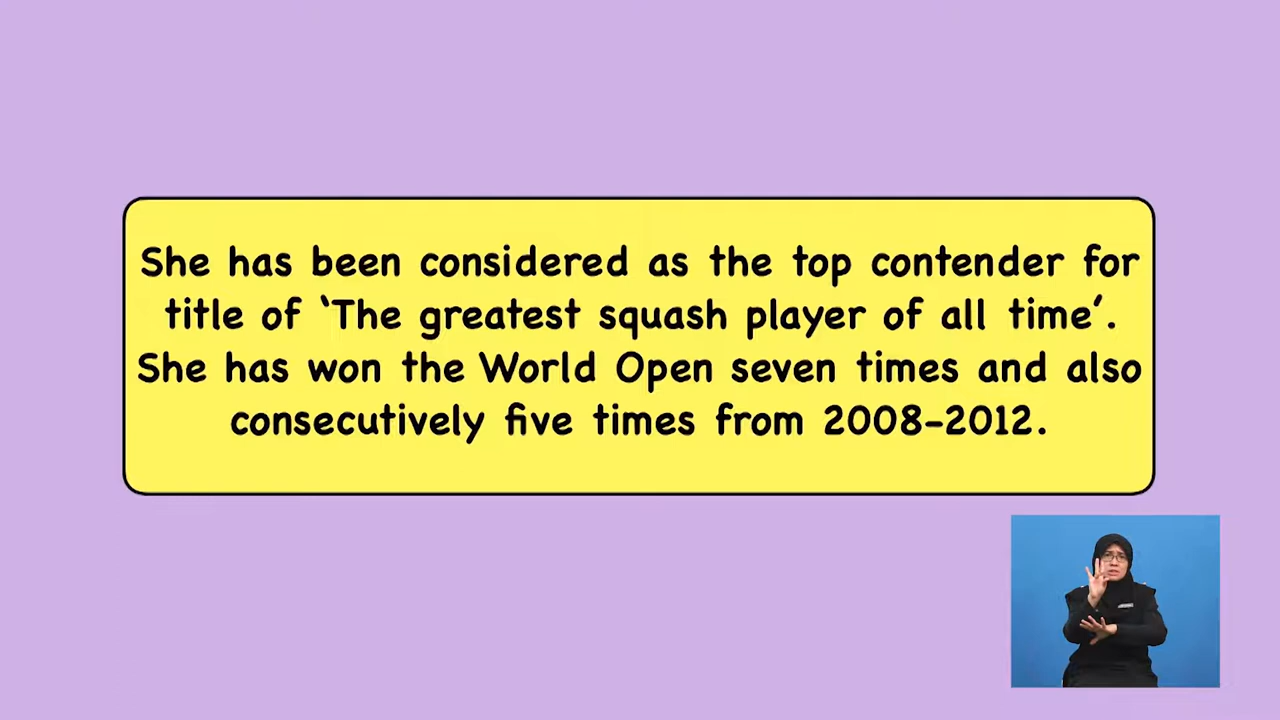 She has been considered as the top contender for
title of ‘The greatest squash player of all time’.
She has won the World Open seven times and also
consecutively five times from 2008-2012.